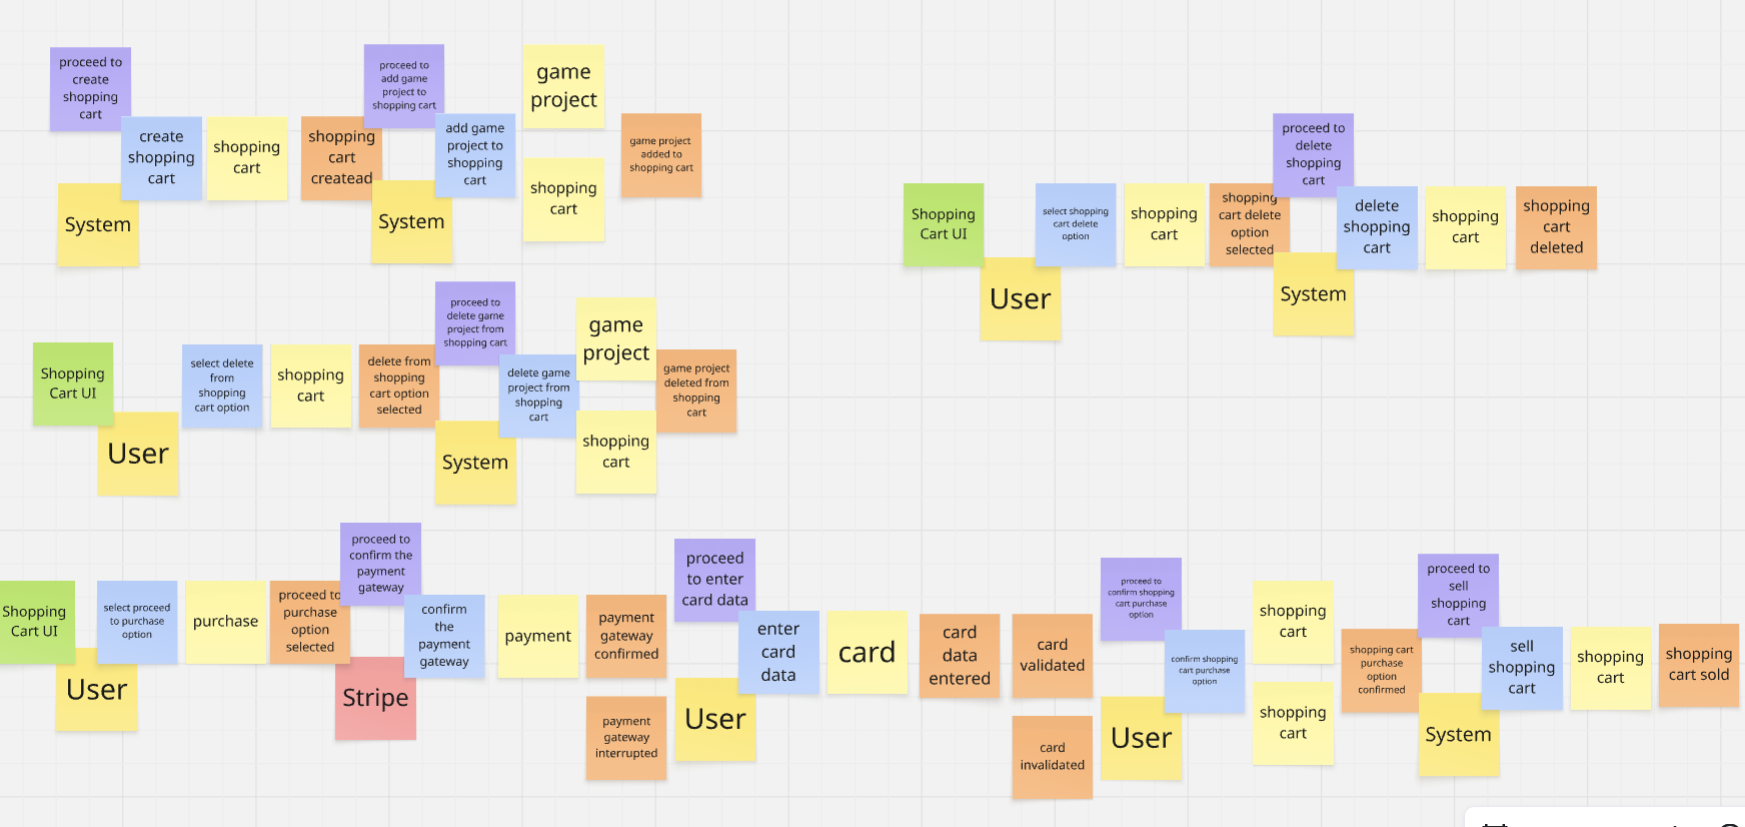 proceed to
create
shopping
cart
create
shopping
cart
shopping
cart
shopping
cart
createad
System
proceed to
add game
project to
shopping cart
add game
project to
shopping
cart
System
game
project
shopping
cart
game project
added to
shopping cart
Shopping
Cart UI
User
select shopping
cart delete
option
shopping
cart
shopping
cart delete
option
selected
proceed to
delete
shopping
cart
System
delete
shopping
cart
shopping
cart
shopping
cart
deleted
Shopping
Cart UI
User
select delete
from
shopping
cart option
shopping
cart
delete from
shopping
cart option
selected
proceed to
delete game
project from
shopping cart
System
delete game
project from
shopping
cart
game
project
shopping
cart
game project
deleted from
shopping
cart
Shopping
Cart UI
User
select proceed
to purchase
option
purchase
proceed to
purchase
option
selected
proceed to
confirm the
payment
gateway
Stripe
confirm
the
payment
gateway
payment
payment
gateway
confirmed
payment
gateway
interrupted
proceed
to enter
card data
User
enter
card
data
card
card
data
entered
card
validated
card
invalidated
proceed to
confirm shopping
cart purchase
option
User
confirm shopping
cart purchase
option
shopping
cart
shopping
cart
shopping cart
purchase
option
confirmed
proceed to
sell
shopping
cart
System
sell
shopping
cart
shopping
cart
shopping
cart sold